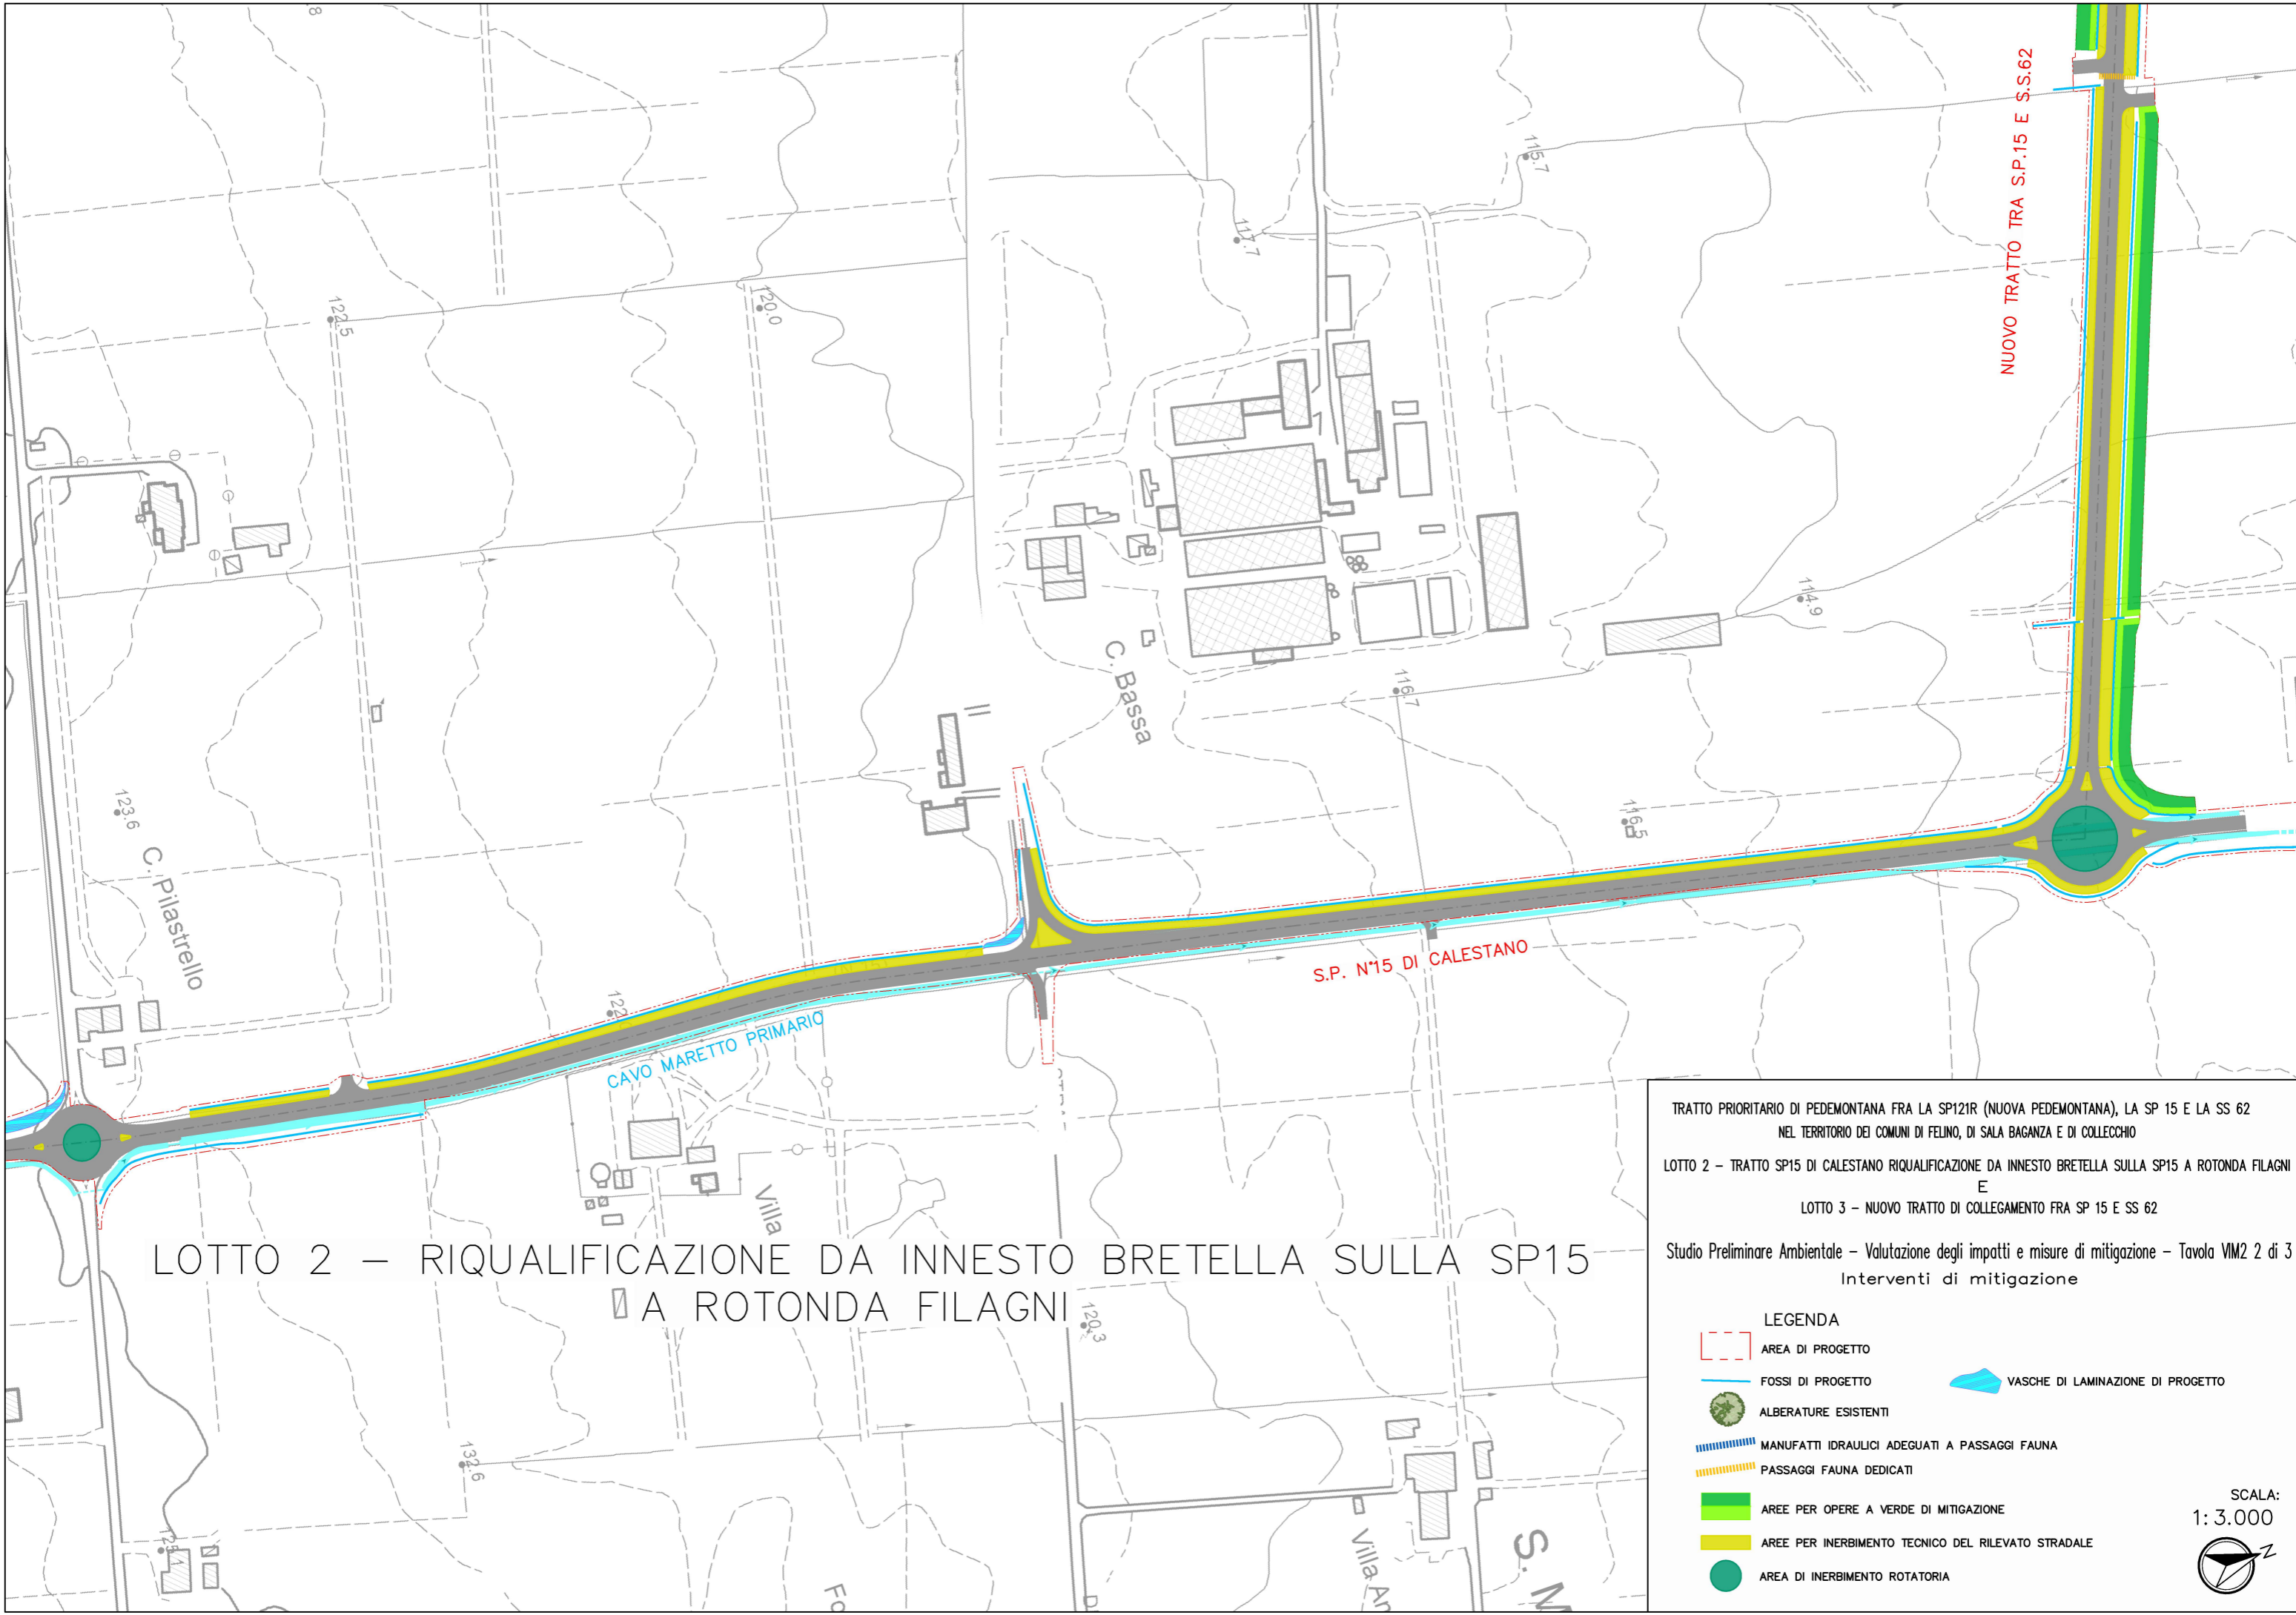 8
NUOVO TRATTO TRA S.P.15 E S.S.62
115.7
117.7
122.5
120.0
114.9
C. Bassa
116.7
116.5
123.6
C. Pilastrello
S.P. N°15 DI CALESTANO
CAVO MARETTO PRIMARIO
Villa
LOTTO 2 – RIQUALIFICAZIONE DA INNESTO BRETELLA SULLA SP15
A ROTONDA FILAGNI
120.3
132.6
Villa
S.
TRATTO PRIORITARIO DI PEDEMONTANA FRA LA SP121R (NUOVA PEDEMONTANA), LA SP 15 E LA SS 62
NEL TERRITORIO DEI COMUNI DI FELINO, DI SALA BAGANZA E DI COLLECCHIO
LOTTO 2 – TRATTO SP15 DI CALESTANO RIQUALIFICAZIONE DA INNESTO BRETELLA SULLA SP15 A ROTONDA FILAGNI
E
LOTTO 3 – NUOVO TRATTO DI COLLEGAMENTO FRA SP 15 E SS 62
Studio Preliminare Ambientale – Valutazione degli impatti e misure di mitigazione – Tavola VIM2 2 di 3
Interventi di mitigazione
LEGENDA
AREA DI PROGETTO
FOSSI DI PROGETTO
VASCHE DI LAMINAZIONE DI PROGETTO
ALBERATURE ESISTENTI
MANUFATTI IDRAULICI ADEGUATI A PASSAGGI FAUNA
PASSAGGI FAUNA DEDICATI
AREE PER OPERE A VERDE DI MITIGAZIONE
AREE PER INERBIMENTO TECNICO DEL RILEVATO STRADALE
AREA DI INERBIMENTO ROTATORIA
SCALA:
1:3.000
N